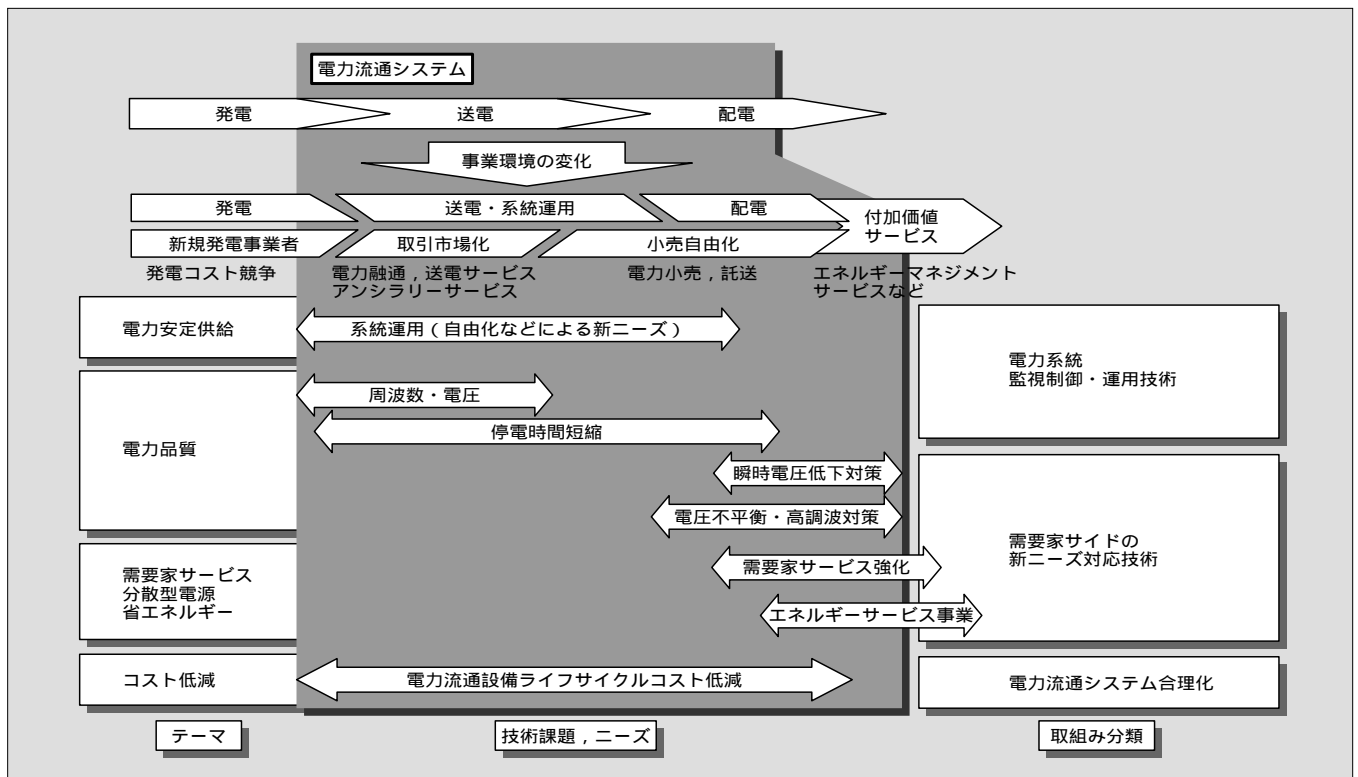 電力流通システム
発電
送電
配電
事業環境の変化
発電
送電・系統運用
配電
付加価値
サービス
新規発電事業者
取引市場化
小売自由化
発電コスト競争
電力融通,送電サービス
アンシラリーサービス
電力小売,託送
エネルギーマネジメント
サービスなど
電力安定供給
系統運用(自由化などによる新ニーズ)
電力系統
監視制御・運用技術
電力品質
周波数・電圧
停電時間短縮
瞬時電圧低下対策
電圧不平衡・高調波対策
需要家サイドの
新ニーズ対応技術
需要家サービス
分散型電源
省エネルギー
需要家サービス強化
エネルギーサービス事業
コスト低減
電力流通設備ライフサイクルコスト低減
電力流通システム合理化
テーマ
技術課題,ニーズ
取組み分類